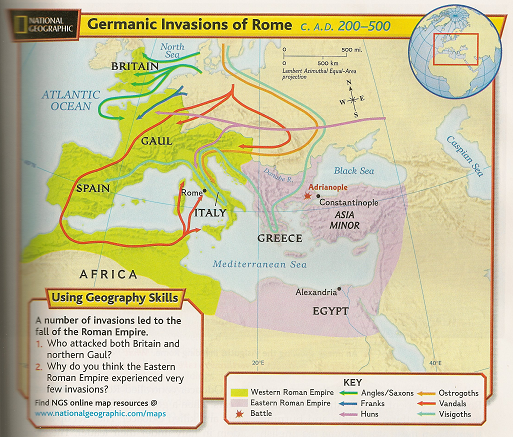 NATIONAL
GEOGRAPHIC
Germanic Invasions of Rome C. A.D. 200–500
North
Sea
BRITAIN
0 500 mi.
0 500 km
Lambert Azimuthal Equal-Area
projection
N
W E
S
ATLANTIC
OCEAN
GAUL
Caspian Sea
Danube R.
Black Sea
SPAIN
Adrianople
Rome
Constantinople
ITALY
ASIA
MINOR
GREECE
Mediterranean Sea
AFRICA
Alexandria
EGYPT
20°E
40°E
Using Geography Skills
A number of invasions led to the
fall of the Roman Empire.
1. Who attacked both Britain and
northern Gaul?
2. Why do you think the Eastern
Roman Empire experienced very
few invasions?
Find NGS online map resources @
www.nationalgeographic.com/maps
KEY
Western Roman Empire Angles/Saxons Ostrogoths
Eastern Roman Empire Franks Vandals
Battle Huns Visigoths